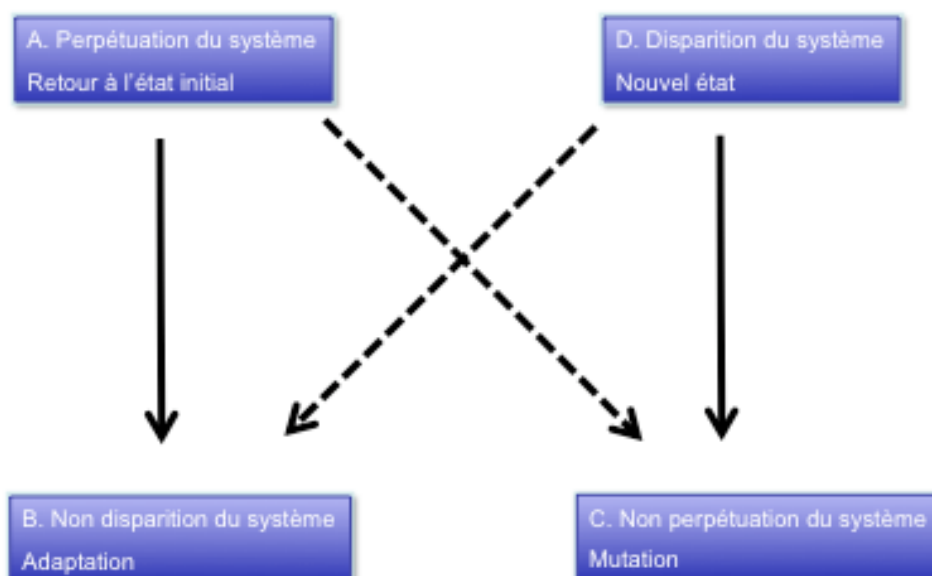 A. Perpétuation du système
Retour à l'état initial
D. Disparition du système
Nouvel état
B. Non disparition du système
Adaptation
C. Non perpétuation du système
Mutation